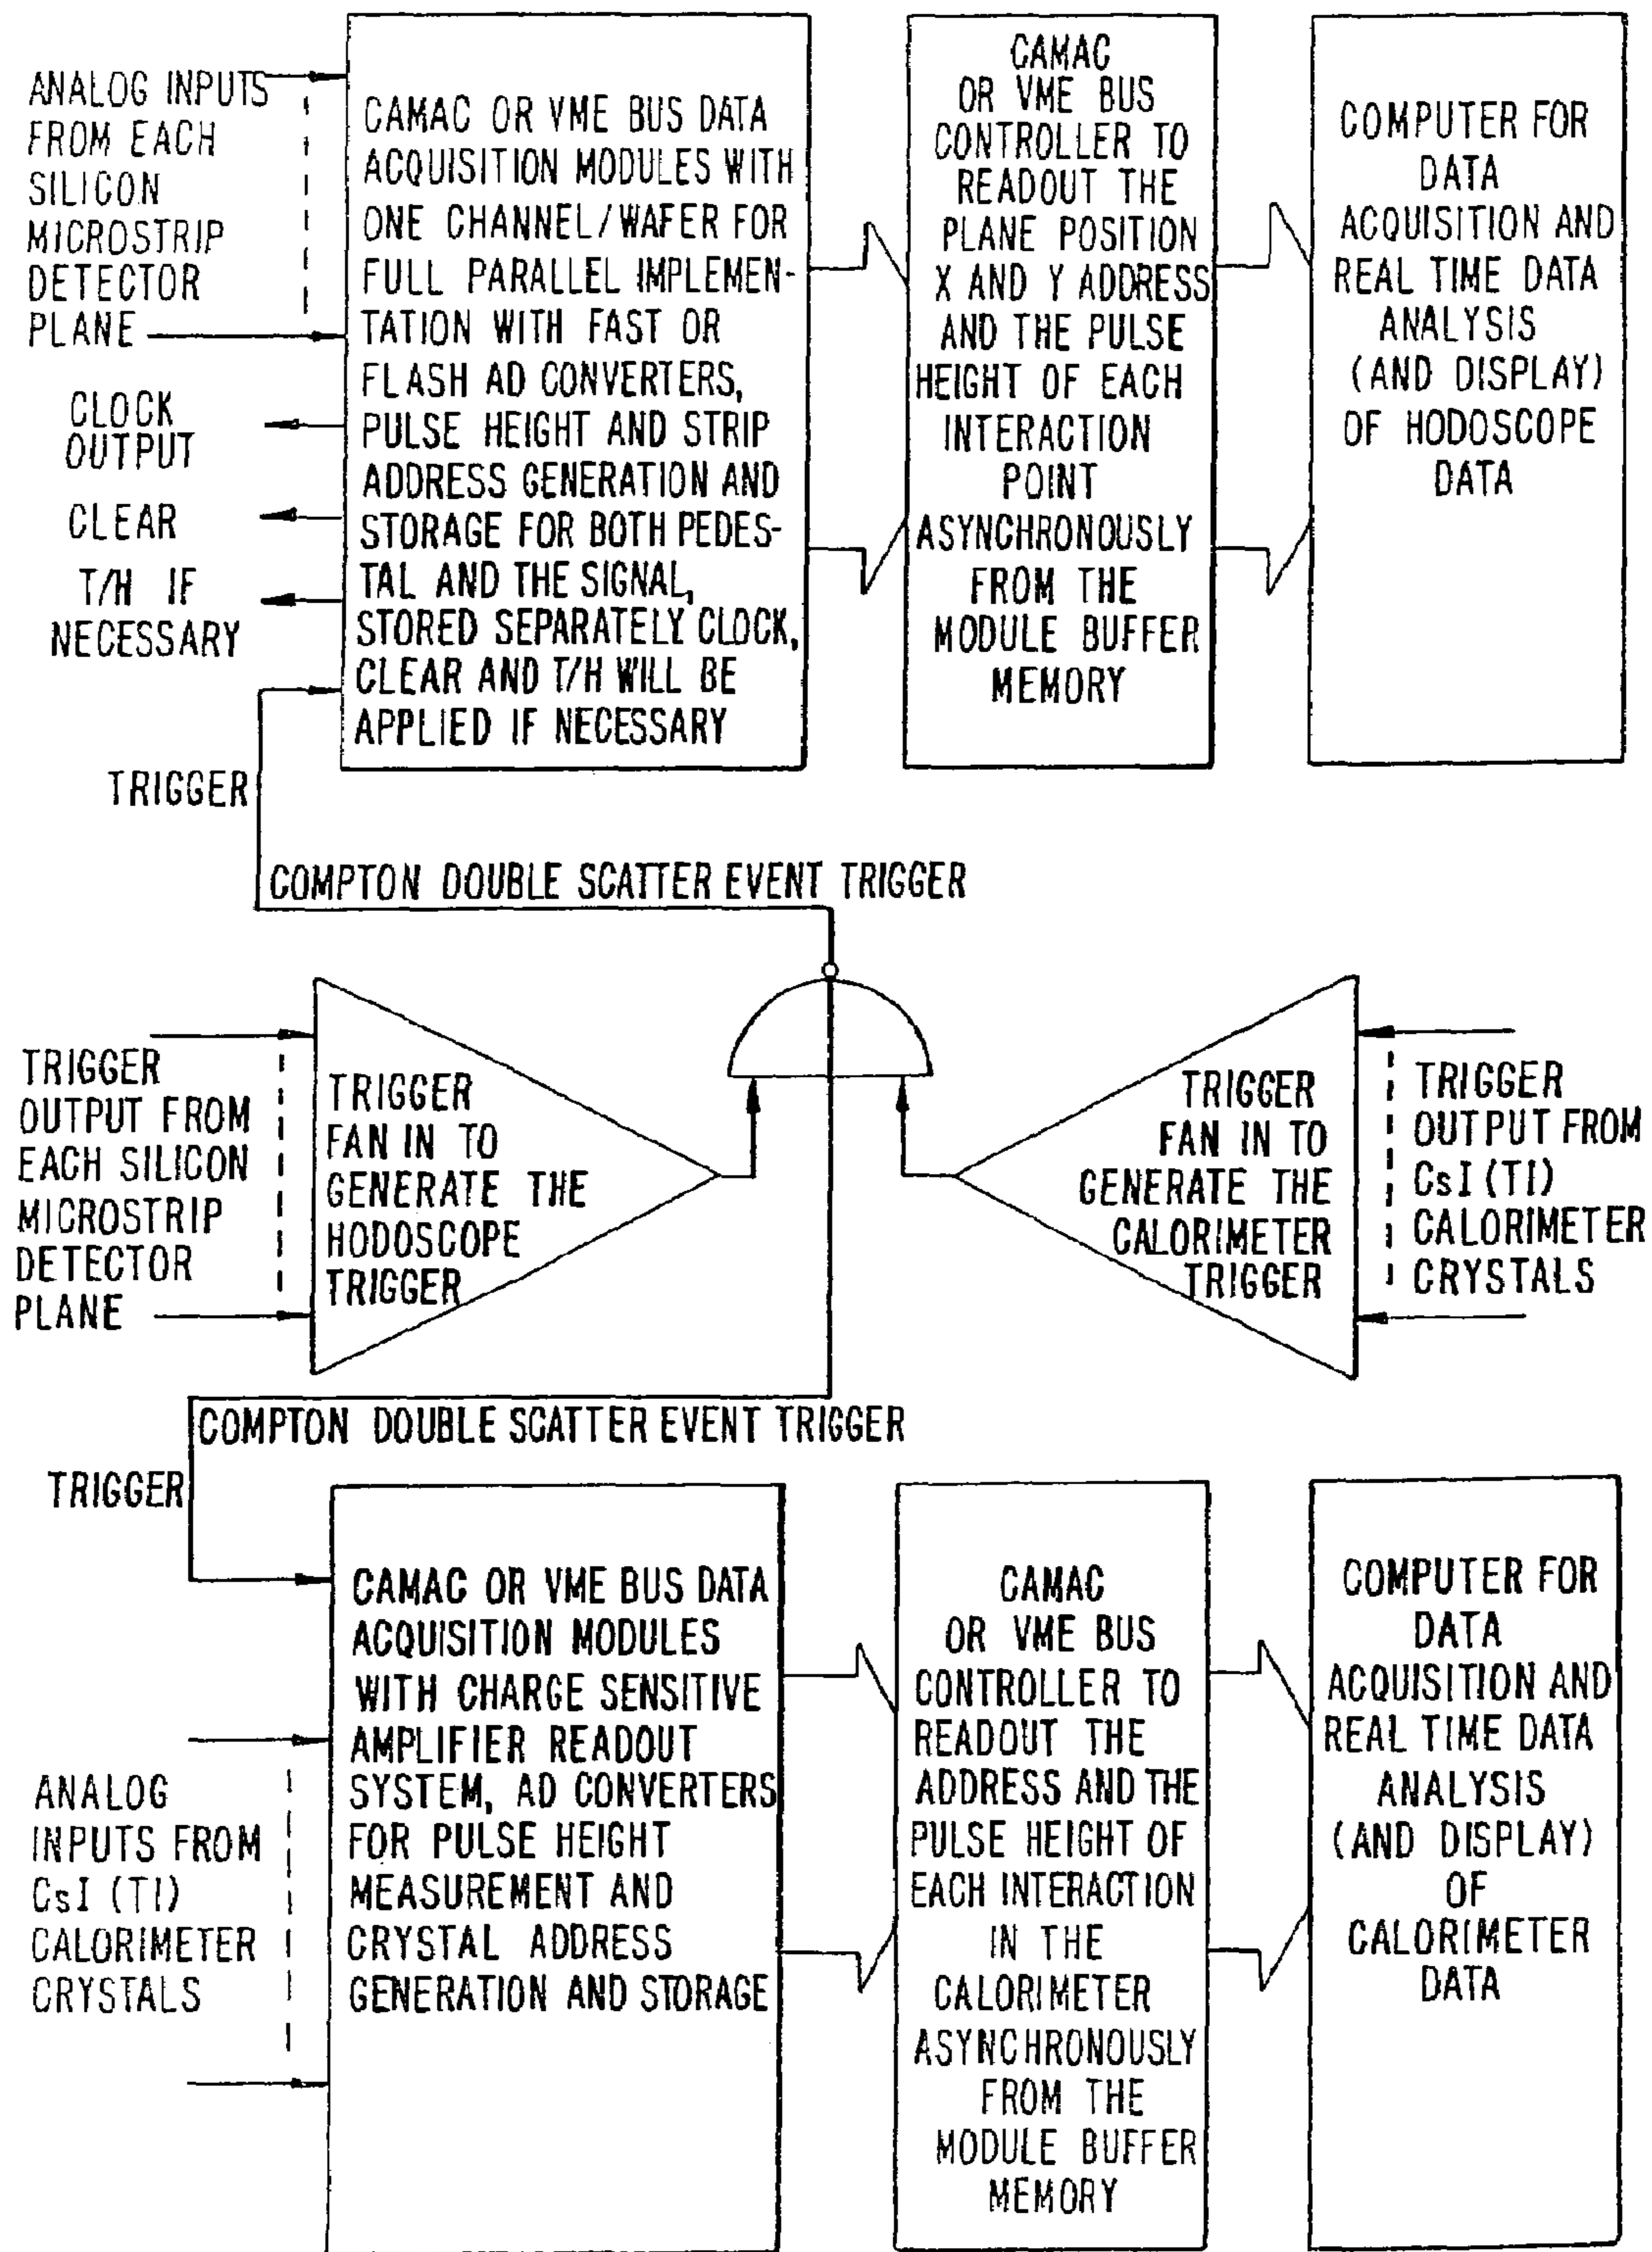 ANALOG INPUTS
FROM EACH
SILICON
MICROSTRIP
DETECTOR
PLANE
CLOCK
OUTPUT
CLEAR
T/H IF
NECESSARY
TRIGGER
CAMAC OR VME BUS DATA
ACQUISITION MODULES WITH
ONE CHANNEL/WAFER FOR
FULL PARALLEL IMPLEMEN-
TATION WITH FAST OR
FLASH AD CONVERTERS,
PULSE HEIGHT AND STRIP
ADDRESS GENERATION AND
STORAGE FOR BOTH PEDES-
TAL AND THE SIGNAL,
STORED SEPARATELY CLOCK,
CLEAR AND T/H WILL BE
APPLIED IF NECESSARY
CAMAC
OR VME BUS
CONTROLLER TO
READOUT THE
PLANE POSITION
X AND Y ADDRESS
AND THE PULSE
HEIGHT OF EACH
INTERACTION
POINT
ASYNCHRONOUSLY
FROM THE
MODULE BUFFER
MEMORY
COMPUTER FOR
DATA
ACQUISITION AND
REAL TIME DATA
ANALYSIS
(AND DISPLAY)
OF HODOSCOPE
DATA
COMPTON DOUBLE SCATTER EVENT TRIGGER
TRIGGER
OUTPUT FROM
EACH SILICON
MICROSTRIP
DETECTOR
PLANE
TRIGGER
FAN IN TO
GENERATE THE
HODOSCOPE
TRIGGER
TRIGGER
FAN IN TO
GENERATE THE
CALORIMETER
TRIGGER
TRIGGER
OUTPUT FROM
CsI (Tl)
CALORIMETER
CRYSTALS
COMPTON DOUBLE SCATTER EVENT TRIGGER
TRIGGER
ANALOG
INPUTS FROM
CsI (Tl)
CALORIMETER
CRYSTALS
CAMAC OR VME BUS DATA
ACQUISITION MODULES
WITH CHARGE SENSITIVE
AMPLIFIER READOUT
SYSTEM, AD CONVERTERS
FOR PULSE HEIGHT
MEASUREMENT AND
CRYSTAL ADDRESS
GENERATION AND STORAGE
CAMAC
OR VME BUS
CONTROLLER TO
READOUT THE
ADDRESS AND THE
PULSE HEIGHT OF
EACH INTERACTION
IN THE
CALORIMETER
ASYNCHRONOUSLY
FROM THE
MODULE BUFFER
MEMORY
COMPUTER FOR
DATA
ACQUISITION AND
REAL TIME DATA
ANALYSIS
(AND DISPLAY)
OF
CALORIMETER
DATA